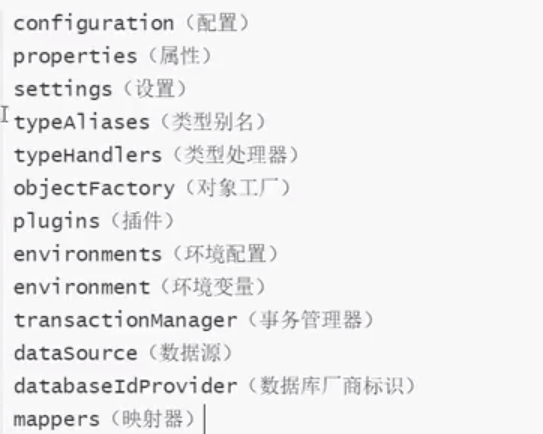 configuration（配置）
properties（属性）
settings（设置）
typeAliases（类型别名）
typeHandlers（类型处理器）
objectFactory（对象工厂）
plugins（插件）
environments（环境配置）
environment（环境变量）
transactionManager（事务管理器）
dataSource（数据源）
databaseIdProvider（数据库厂商标识）
mappers（映射器）